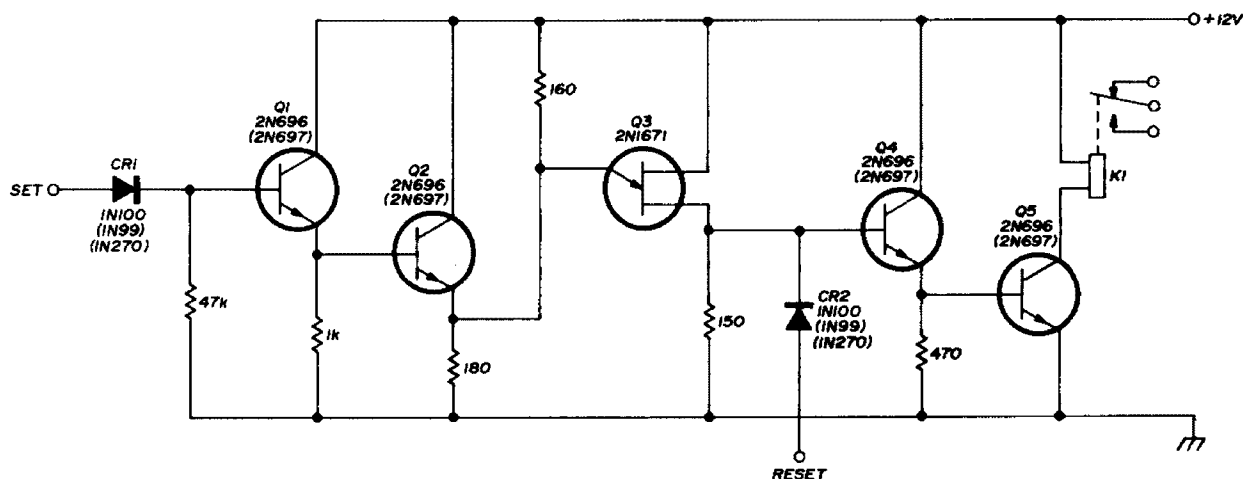 +12V
160
Q1
2N696
(2N697)
Q3
2N1671
K1
CR1
SET
1N100
(1N99)
(1N270)
Q2
2N696
(2N697)
Q4
2N696
(2N697)
Q5
2N696
(2N697)
47k
1k
180
150
CR2
1N100
(1N99)
(1N270)
470
RESET